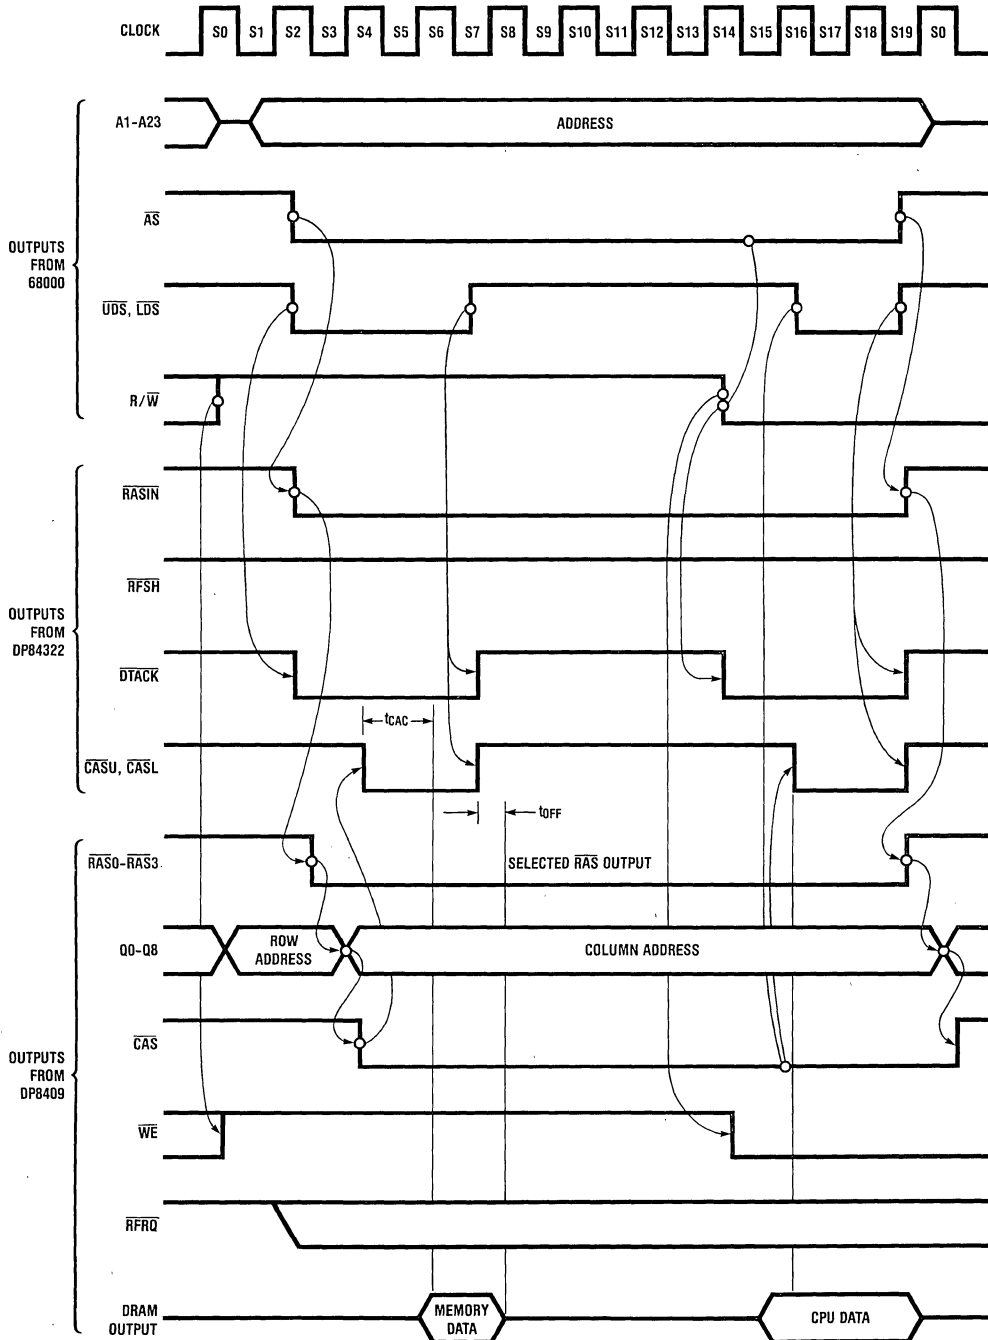 CLOCK S0 S1 S2 S3 S4 S5 S6 S7 S8 S9 S10 S11 S12 S13 S14 S15 S16 S17 S18 S19 S0
A1-A23
ADDRESS
AS
OUTPUTS
FROM
68000
UDS, LDS
R/W
RASIN
RFSH
OUTPUTS
FROM
DP84322
DTACK
tCAC
CASU, CASL
tOFF
RAS0-RAS3
SELECTED RAS OUTPUT
Q0-Q8
ROW
ADDRESS
COLUMN ADDRESS
CAS
OUTPUTS
FROM
DP8409
WE
RFRQ
DRAM
OUTPUT
MEMORY
DATA
CPU DATA